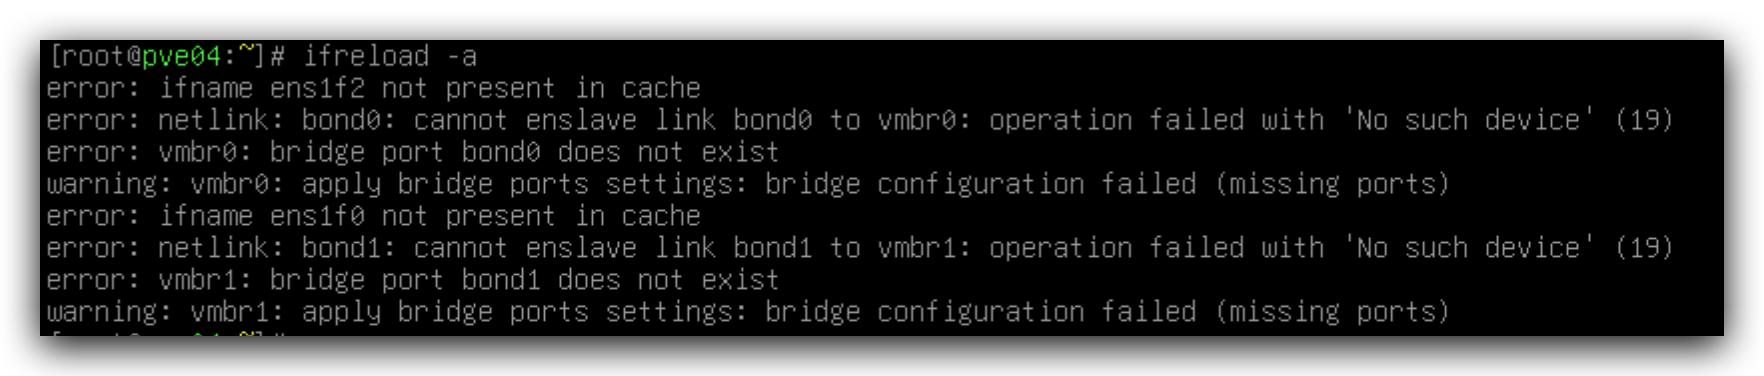 [root@pve04:~]# ifreload -a
error: ifname ens1f2 not present in cache
error: netlink: bond0: cannot enslave link bond0 to vmbr0: operation failed with 'No such device' (19)
error: vmbr0: bridge port bond0 does not exist
warning: vmbr0: apply bridge ports settings: bridge configuration failed (missing ports)
error: ifname ens1f0 not present in cache
error: netlink: bond1: cannot enslave link bond1 to vmbr1: operation failed with 'No such device' (19)
error: vmbr1: bridge port bond1 does not exist
warning: vmbr1: apply bridge ports settings: bridge configuration failed (missing ports)